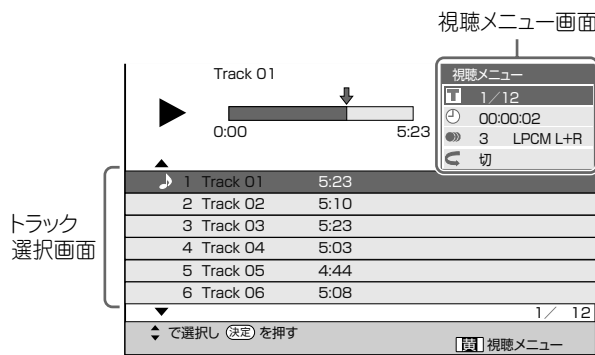 視聴メニュー画面
Track 01
0:00 5:23
視聴メニュー
T 1／12
00:00:02
3 LPCM L+R
切
トラック
選択画面
1 Track 01 5:23
2 Track 02 5:10
3 Track 03 5:23
4 Track 04 5:03
5 Track 05 4:44
6 Track 06 5:08
1／ 12
で選択し 決定 を押す
視聴メニュー